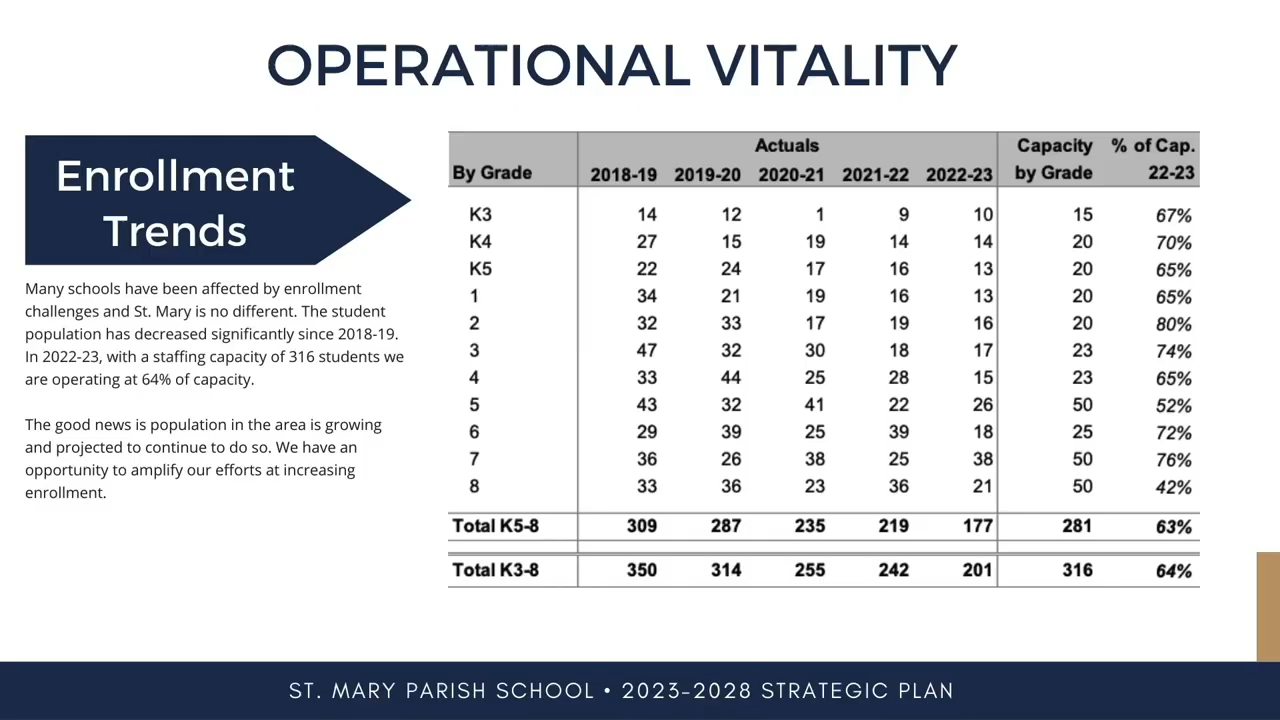 OPERATIONAL VITALITY
Enrollment
Trends
Many schools have been affected by enrollment
challenges and St. Mary is no different. The student
population has decreased significantly since 2018-19.
In 2022-23, with a staffing capacity of 316 students we
are operating at 64% of capacity.
The good news is population in the area is growing
and projected to continue to do so. We have an
opportunity to amplify our efforts at increasing
enrollment.
Actuals Capacity % of Cap.
By Grade 2018-19 2019-20 2020-21 2021-22 2022-23 by Grade 22-23
K3 14 12 1 9 10 15 67%
K4 27 15 19 14 14 20 70%
K5 22 24 17 16 13 20 65%
1 34 21 19 16 13 20 65%
2 32 33 17 19 16 20 80%
3 47 32 30 18 17 23 74%
4 33 44 25 28 15 23 65%
5 43 32 41 22 26 50 52%
6 29 39 25 39 18 25 72%
7 36 26 38 25 38 50 76%
8 33 36 23 36 21 50 42%
Total K5-8 309 287 235 219 177 281 63%
Total K3-8 350 314 255 242 201 316 64%
ST. MARY PARISH SCHOOL • 2023-2028 STRATEGIC PLAN